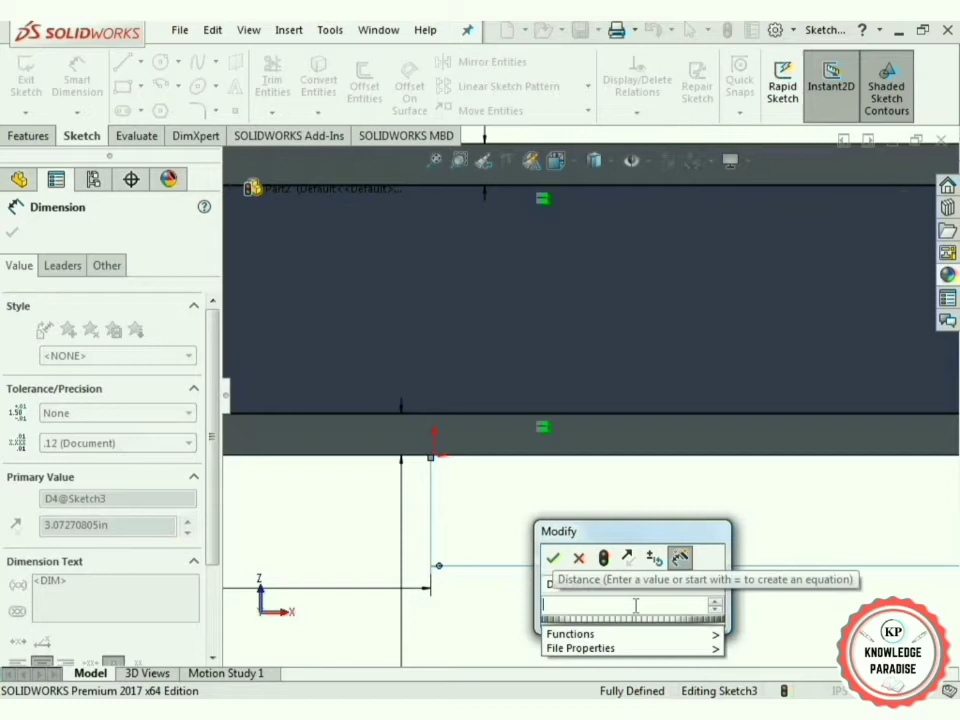 SOLIDWORKS
File Edit View Insert Tools Window Help
Sketch... ?
Exit Sketch
Smart Dimension
Trim Entities
Convert Entities
Offset Entities
Offset On Surface
Mirror Entities
Linear Sketch Pattern
Move Entities
Display/Delete Relations
Repair Sketch
Quick Snaps
Rapid Sketch
Instant2D
Shaded Sketch Contours
Features Sketch Evaluate DimXpert SOLIDWORKS Add-Ins SOLIDWORKS MBD
Part2 (Default<<Default>...
Dimension
Value Leaders Other
Style
<NONE>
Tolerance/Precision
None
.12 (Document)
Primary Value
D4@Sketch3
3.07270805in
Dimension Text
<DIM>
Z
X
Modify
Distance (Enter a value or start with = to create an equation)
Functions >
File Properties >
KP
KNOWLEDGE
PARADISE
Model 3D Views Motion Study 1
SOLIDWORKS Premium 2017 x64 Edition Fully Defined Editing Sketch3 IPS